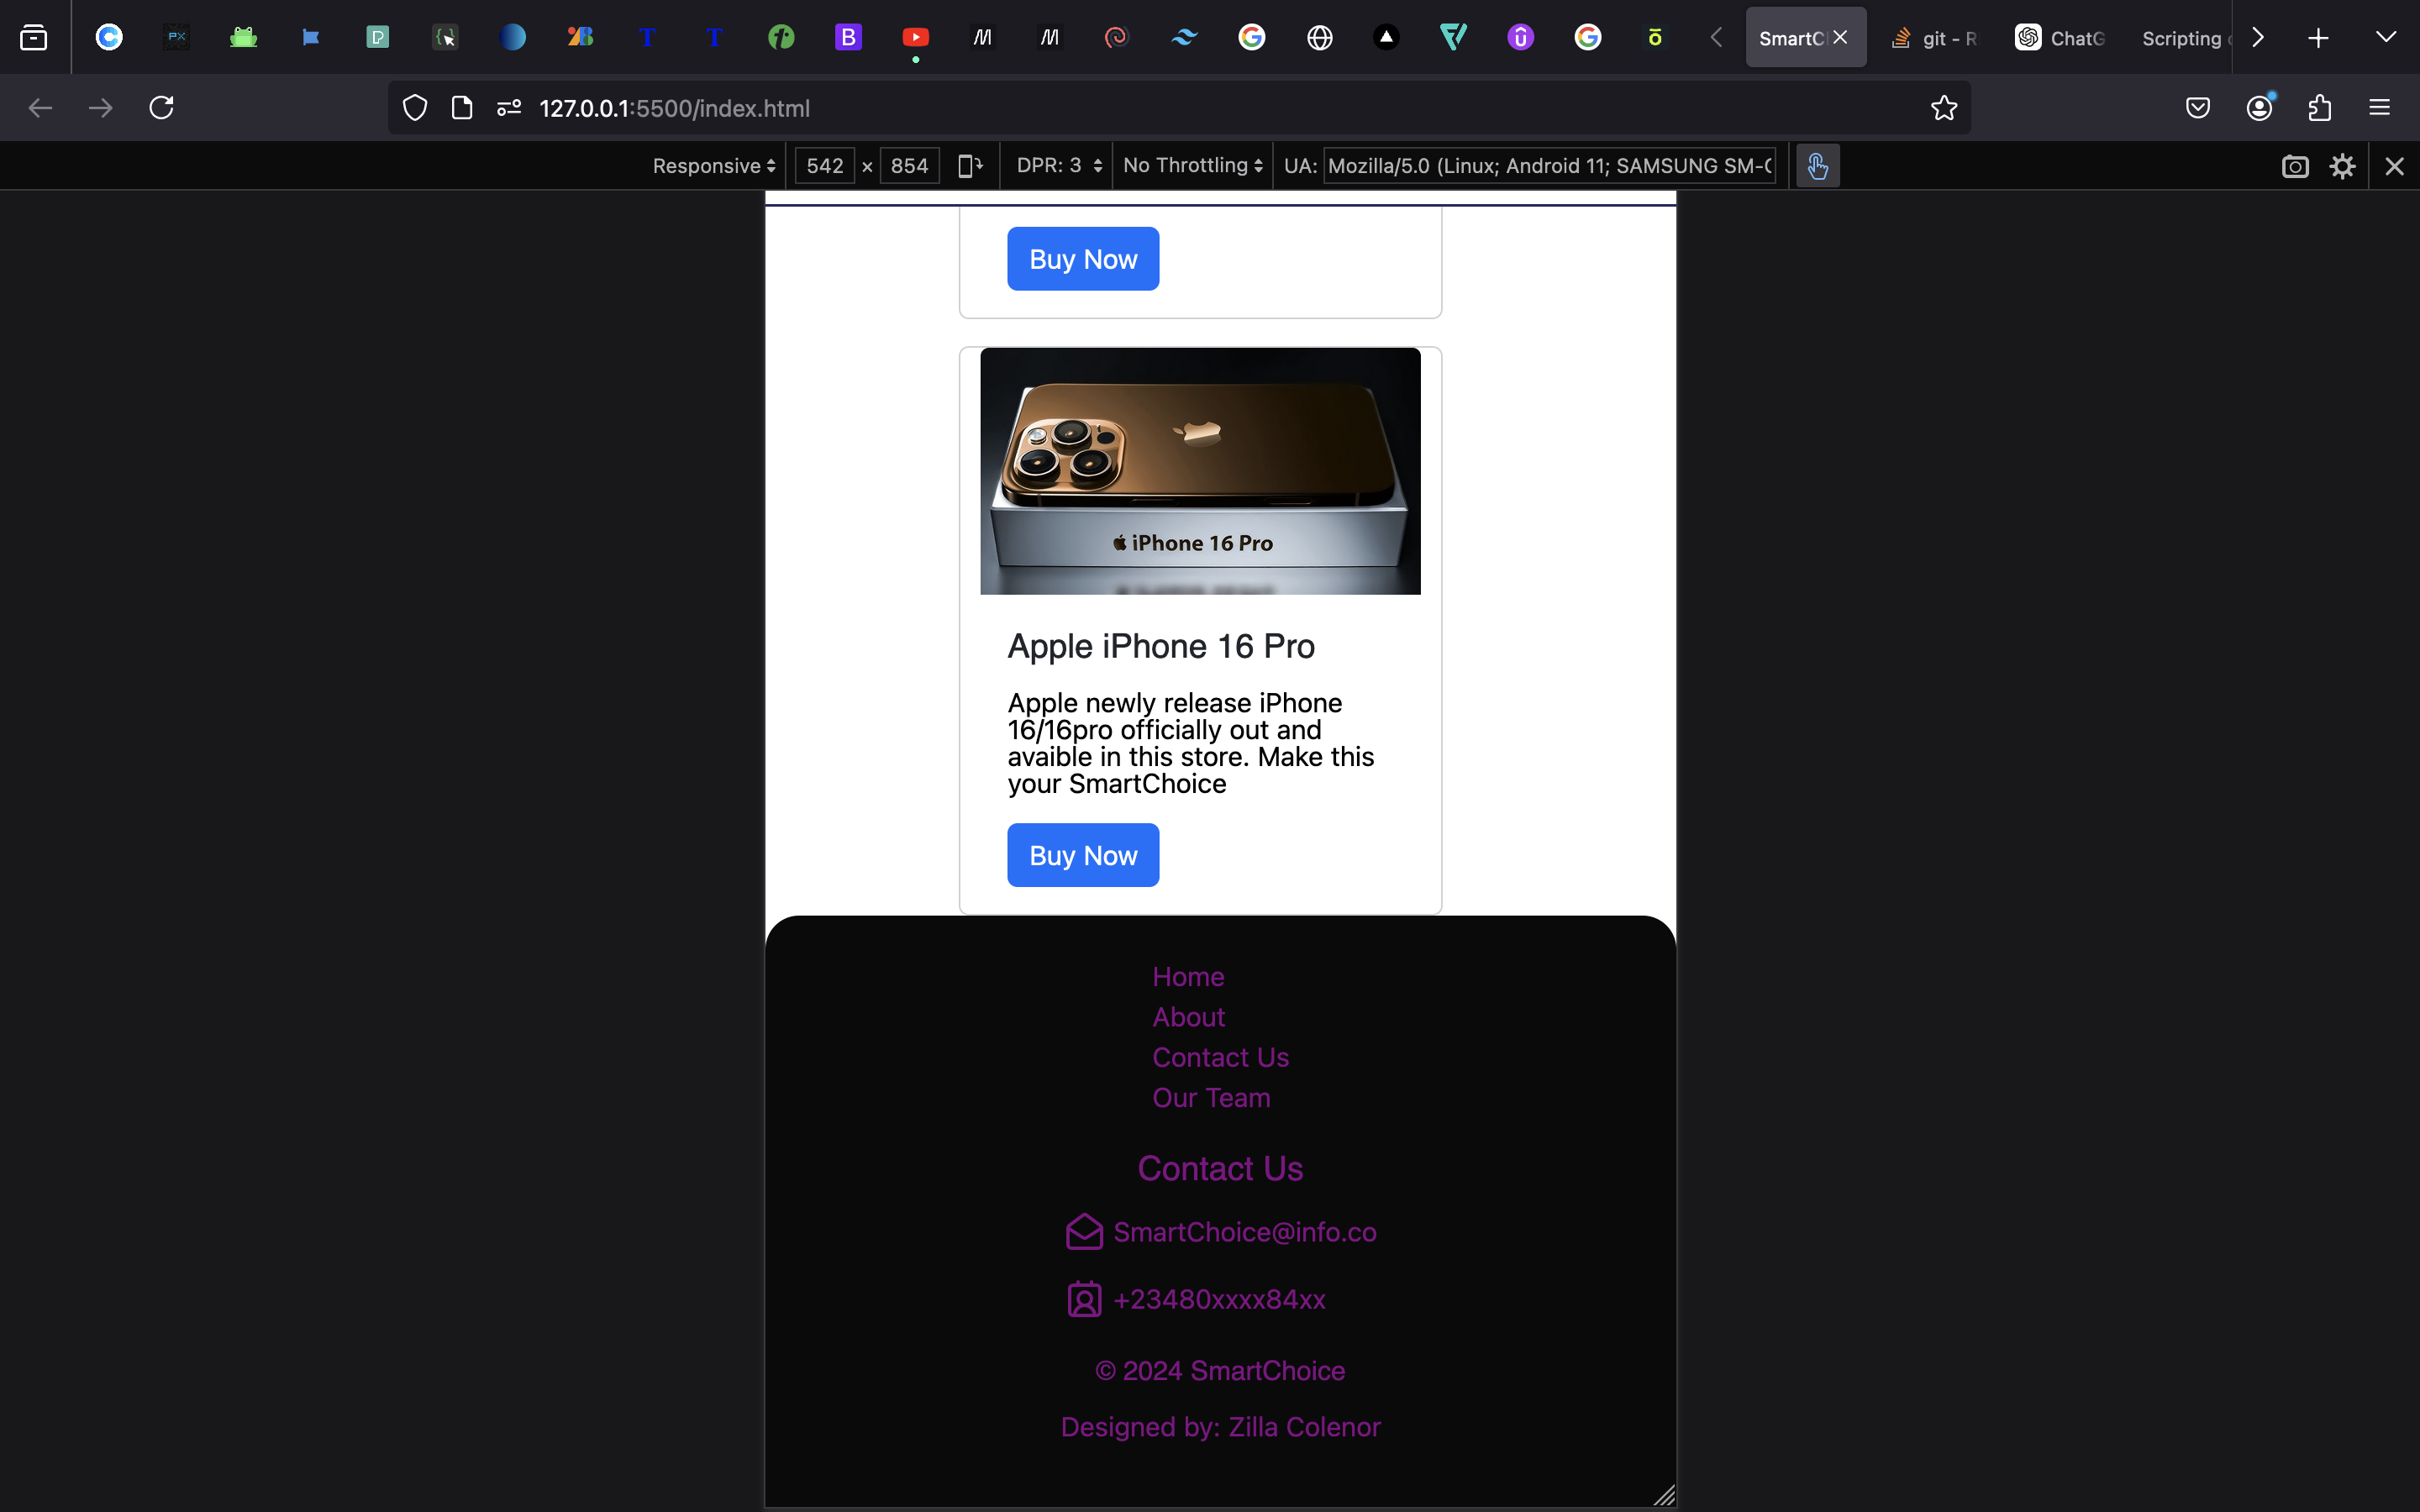 SmartC
git - R
ChatG
Scripting
127.0.0.1:5500/index.html
Responsive 542 × 854 DPR: 3 No Throttling UA: Mozilla/5.0 (Linux; Android 11; SAMSUNG SM-G
Buy Now
iPhone 16 Pro
Apple iPhone 16 Pro
Apple newly release iPhone
16/16pro officially out and
avaible in this store. Make this
your SmartChoice
Buy Now
Home
About
Contact Us
Our Team
Contact Us
SmartChoice@info.co
+23480xxxx84xx
© 2024 SmartChoice
Designed by: Zilla Colenor